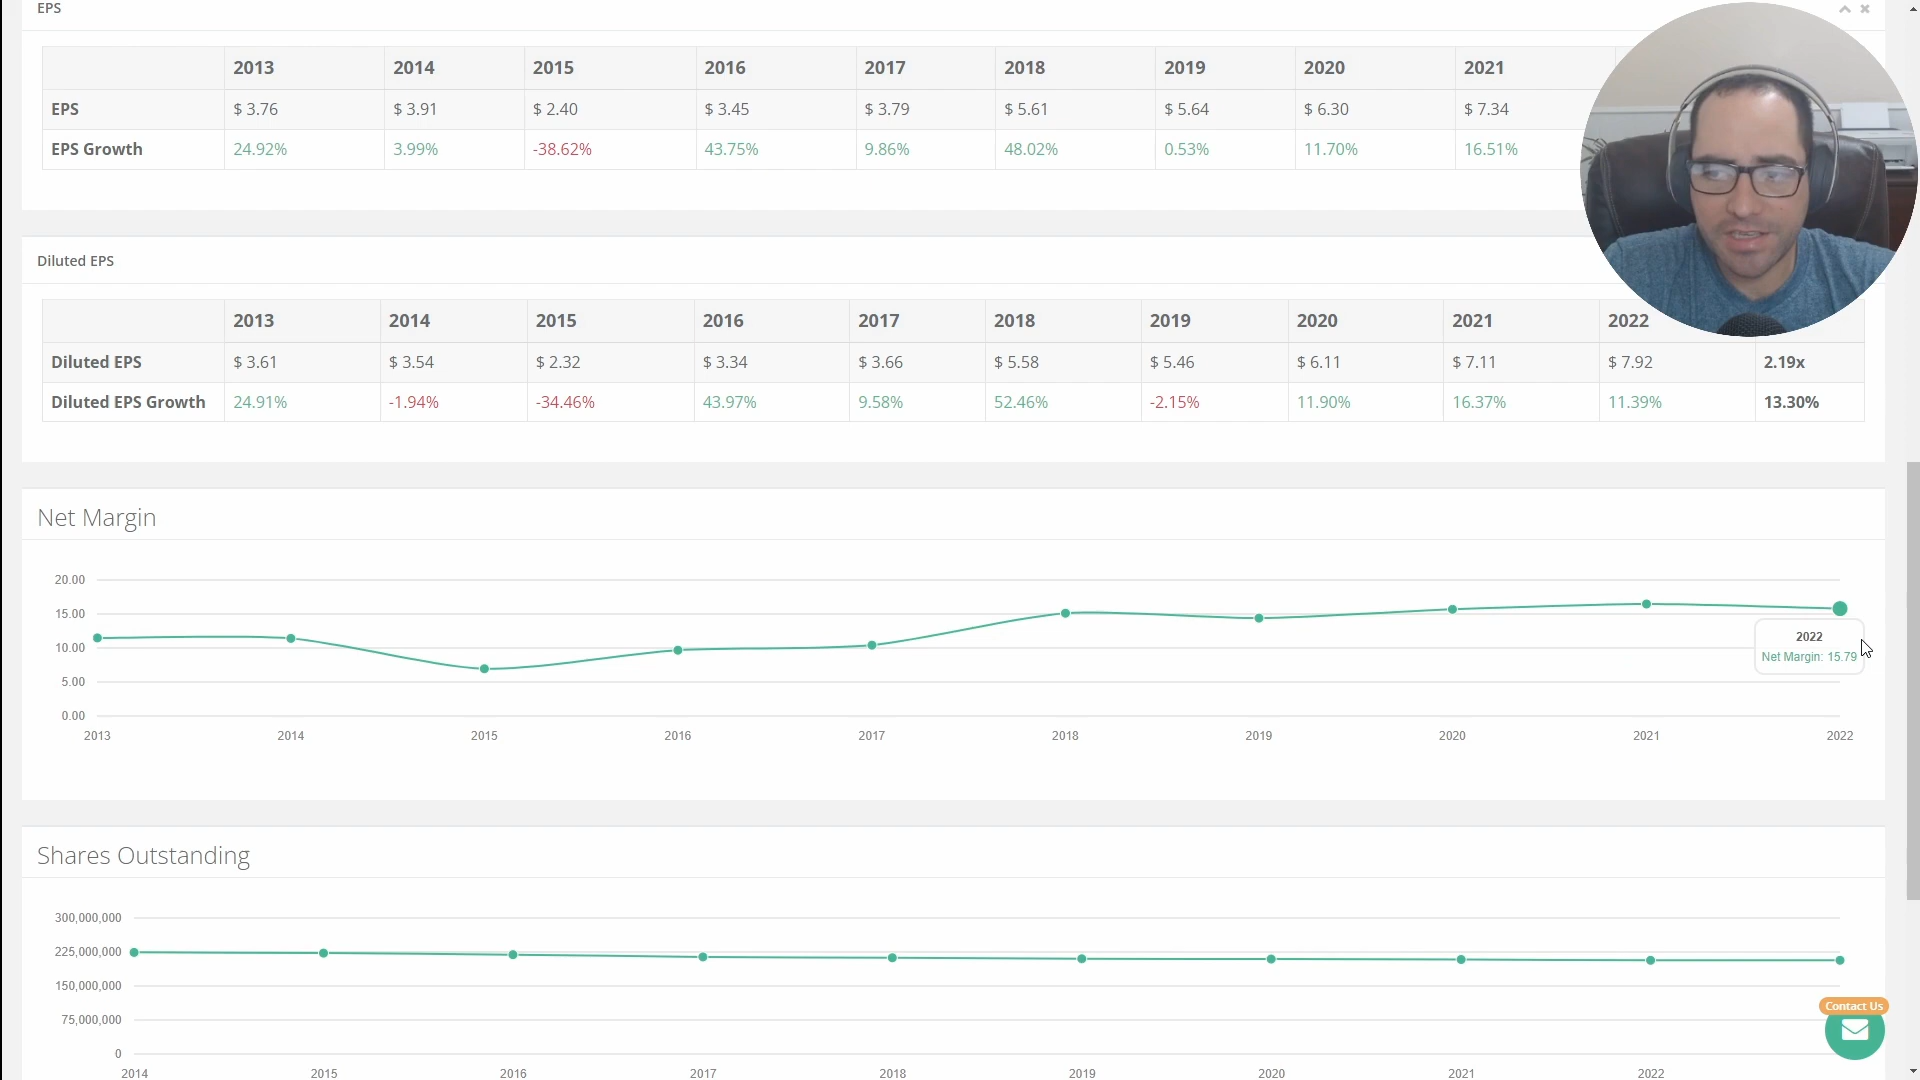 EPS
2013 2014 2015 2016 2017 2018 2019 2020 2021
EPS $ 3.76 $ 3.91 $ 2.40 $ 3.45 $ 3.79 $ 5.61 $ 5.64 $ 6.30 $ 7.34
EPS Growth 24.92% 3.99% -38.62% 43.75% 9.86% 48.02% 0.53% 11.70% 16.51%
Diluted EPS
2013 2014 2015 2016 2017 2018 2019 2020 2021 2022
Diluted EPS $ 3.61 $ 3.54 $ 2.32 $ 3.34 $ 3.66 $ 5.58 $ 5.46 $ 6.11 $ 7.11 $ 7.92 2.19x
Diluted EPS Growth 24.91% -1.94% -34.46% 43.97% 9.58% 52.46% -2.15% 11.90% 16.37% 11.39% 13.30%
Net Margin
20.00
15.00
10.00
5.00
0.00
2022
Net Margin: 15.79
2013 2014 2015 2016 2017 2018 2019 2020 2021 2022
Shares Outstanding
300,000,000
225,000,000
150,000,000
75,000,000
0
Contact Us
2014 2015 2016 2017 2018 2019 2020 2021 2022